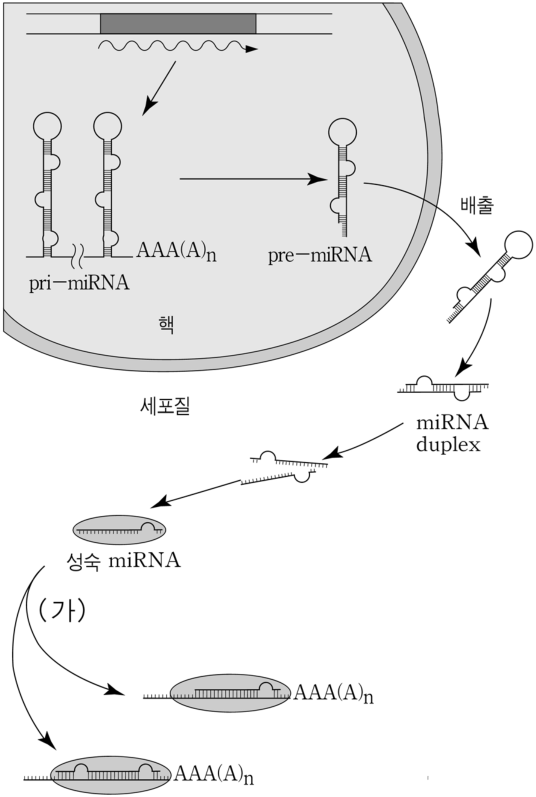 AAA(A)n
pri-miRNA
pre-miRNA
배출
핵
세포질
miRNA
duplex
성숙 miRNA
(가)
AAA(A)n
AAA(A)n